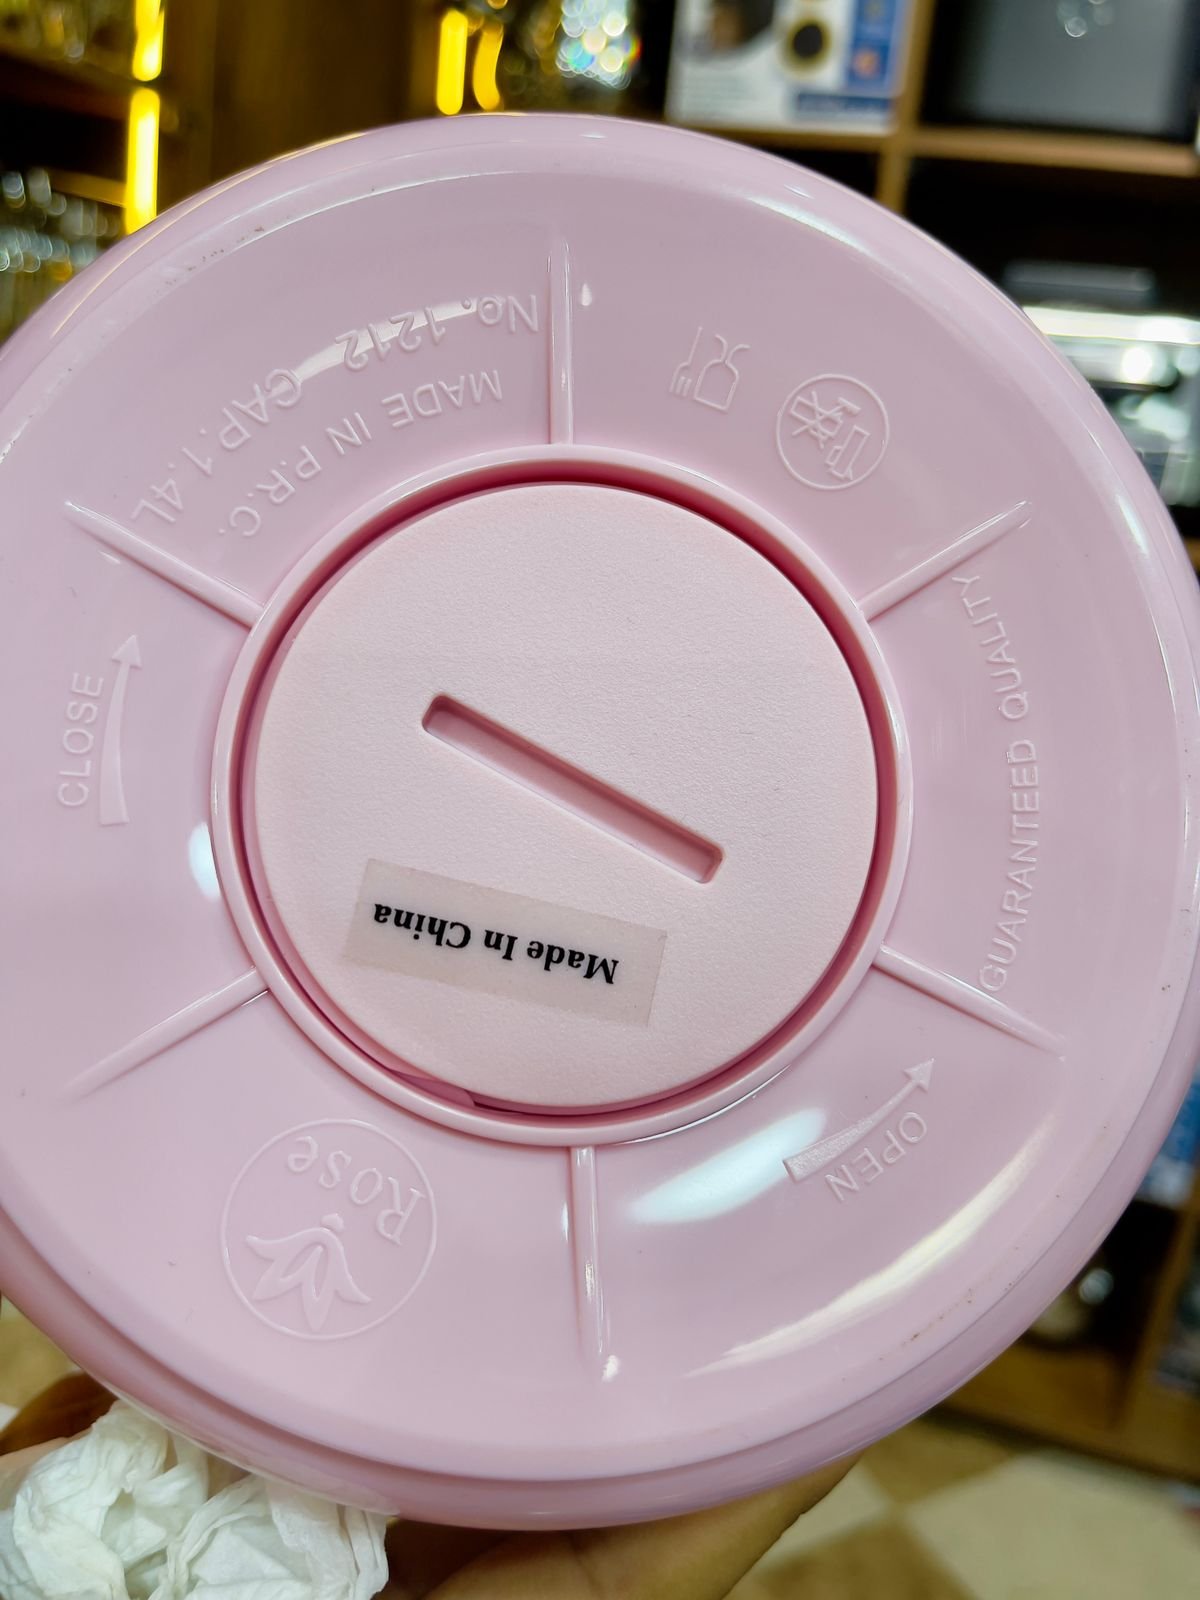 No. 1212 CAP.1.4L
MADE IN P.R.C.
GUARANTEED QUALITY
OPEN
Rose
CLOSE
Made In China